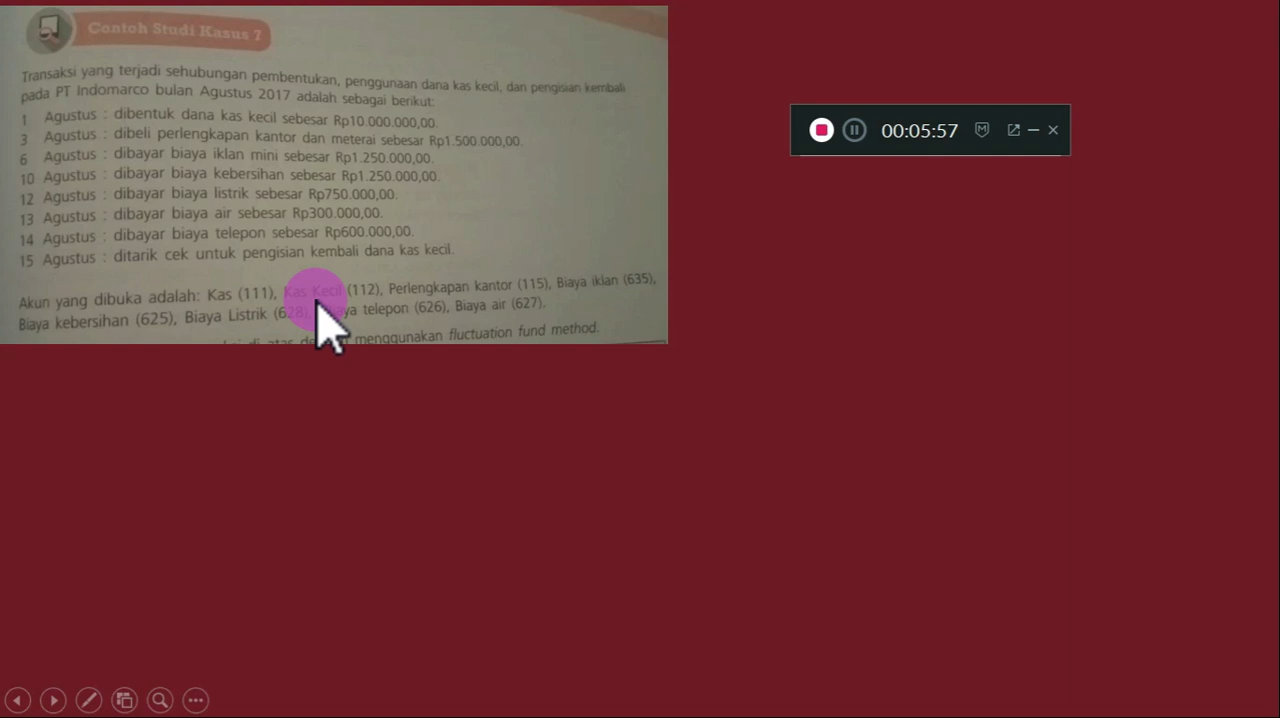 Contoh Studi Kasus 7
Transaksi yang terjadi sehubungan pembentukan, penggunaan dana kas kecil, dan pengisian kembali
pada PT Indomarco bulan Agustus 2017 adalah sebagai berikut:
1 Agustus : dibentuk dana kas kecil sebesar Rp10.000.000,00.
3 Agustus : dibeli perlengkapan kantor dan meterai sebesar Rp1.500.000,00.
6 Agustus : dibayar biaya iklan mini sebesar Rp1.250.000,00.
10 Agustus : dibayar biaya kebersihan sebesar Rp1.250.000,00.
12 Agustus : dibayar biaya listrik sebesar Rp750.000,00.
13 Agustus : dibayar biaya air sebesar Rp300.000,00.
14 Agustus : dibayar biaya telepon sebesar Rp600.000,00.
15 Agustus : ditarik cek untuk pengisian kembali dana kas kecil.
Akun yang dibuka adalah: Kas (111), Kas Kecil (112), Perlengkapan kantor (115), Biaya iklan (635),
Biaya kebersihan (625), Biaya Listrik (628), telepon (626), Biaya air (627).
di atas menggunakan fluctuation fund method.
00:05:57